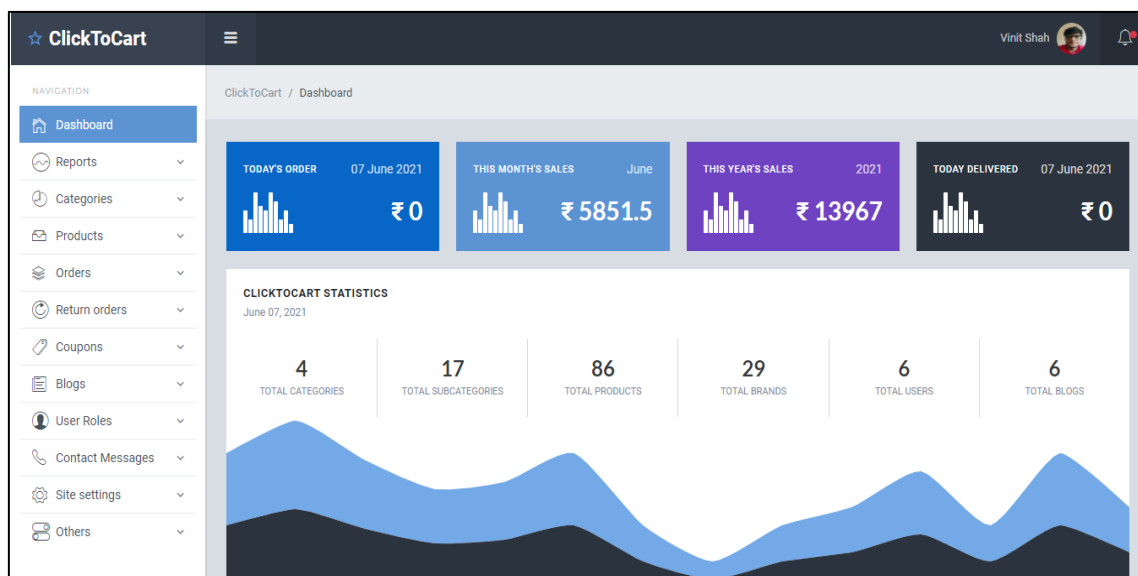 ClickToCart
Vinit Shah
NAVIGATION
ClickToCart / Dashboard
Dashboard
Reports
Categories
Products
Orders
Return orders
Coupons
Blogs
User Roles
Contact Messages
Site settings
Others
TODAY'S ORDER 07 June 2021
₹ 0
THIS MONTH'S SALES June
₹ 5851.5
THIS YEAR'S SALES 2021
₹ 13967
TODAY DELIVERED 07 June 2021
₹ 0
CLICKTOCART STATISTICS
June 07, 2021
4
TOTAL CATEGORIES
17
TOTAL SUBCATEGORIES
86
TOTAL PRODUCTS
29
TOTAL BRANDS
6
TOTAL USERS
6
TOTAL BLOGS